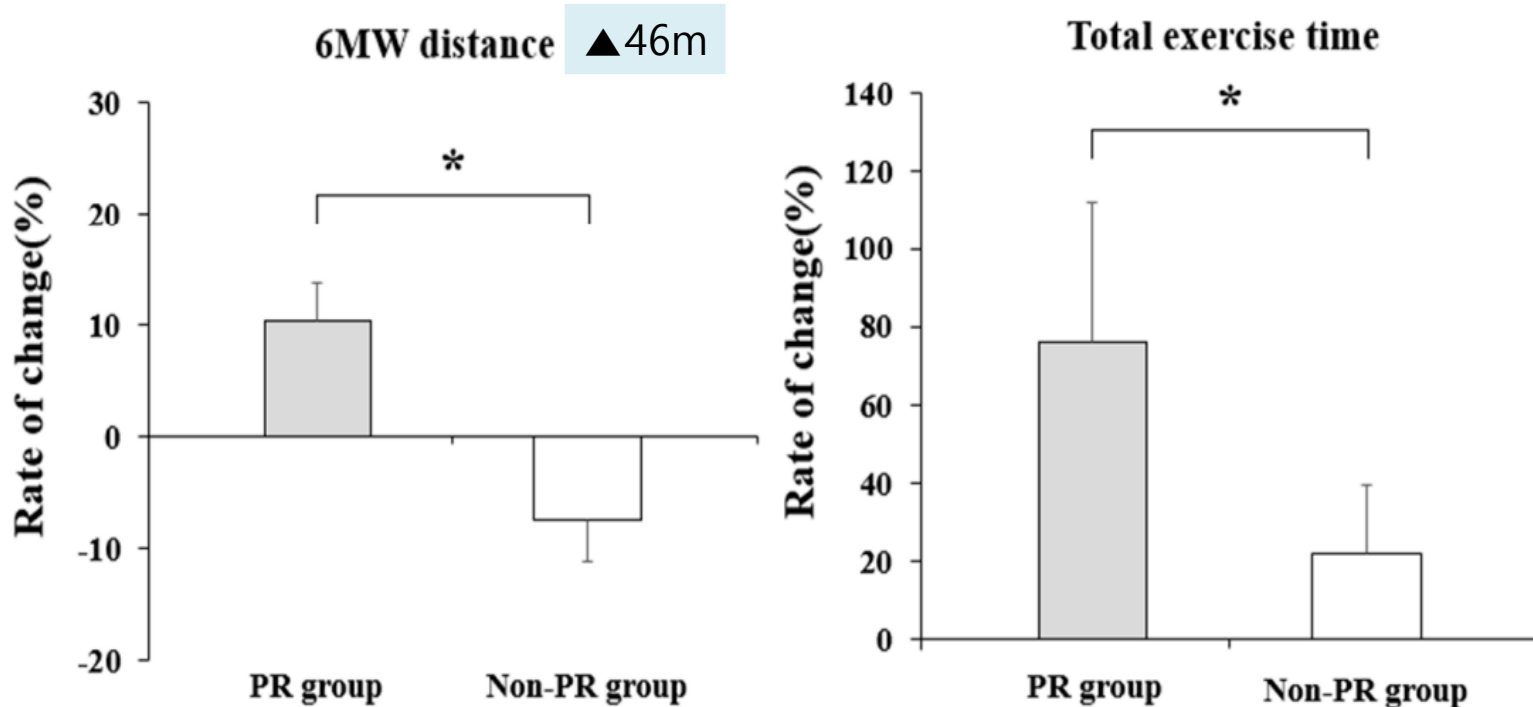 6MW distance ▲46m
Rate of change(%)
30
20
10
0
-10
-20
*
PR group Non-PR group
Total exercise time
Rate of change(%)
140
120
100
80
60
40
20
0
*
PR group Non-PR group